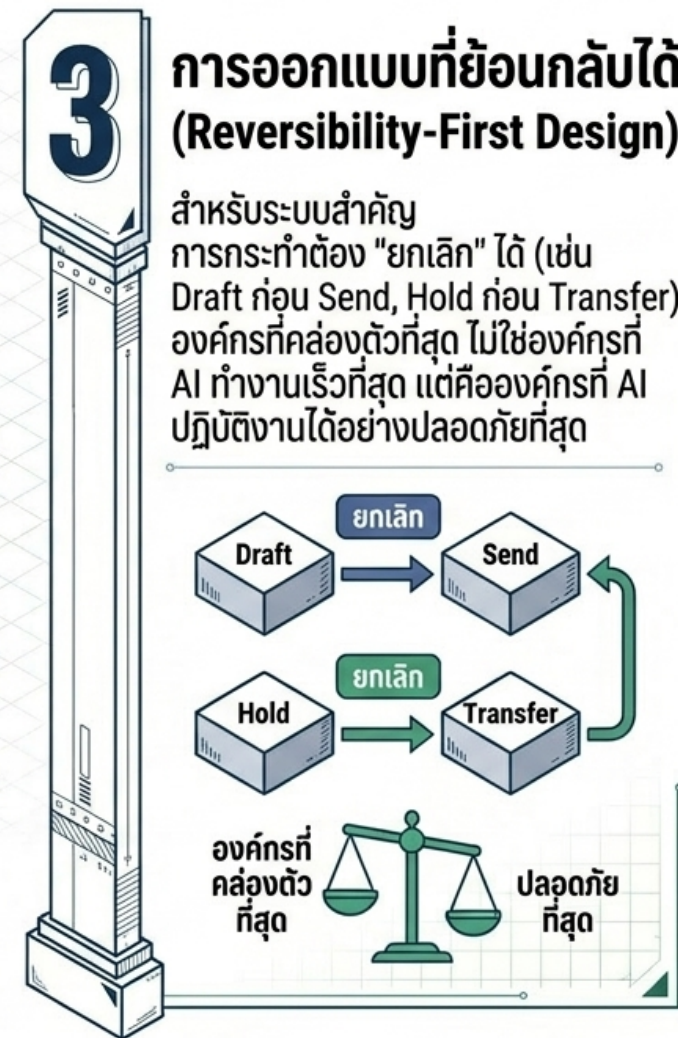 3
การออกแบบที่ย้อนกลับได้
(Reversibility-First Design)
สำหรับระบบสำคัญ
การกระทำต้อง "ยกเลิก" ได้ (เช่น
Draft ก่อน Send, Hold ก่อน Transfer)
องค์กรที่คล่องตัวที่สุด ไม่ใช่องค์กรที่
AI ทำงานเร็วที่สุด แต่คือองค์กรที่ AI
ปฏิบัติงานได้อย่างปลอดภัยที่สุด
ยกเลิก
Draft
Send
ยกเลิก
Hold
Transfer
องค์กรที่
คล่องตัว
ที่สุด
ปลอดภัย
ที่สุด